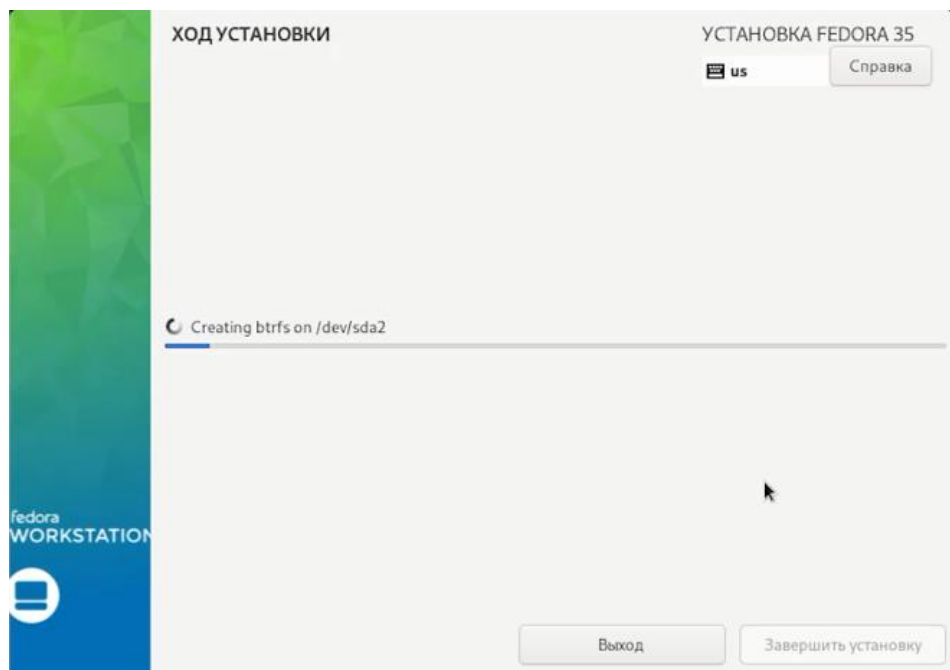 ХОД УСТАНОВКИ
УСТАНОВКА FEDORA 35
us
Справка
Creating btrfs on /dev/sda2
fedora
WORKSTATION
Выход
Завершить установку